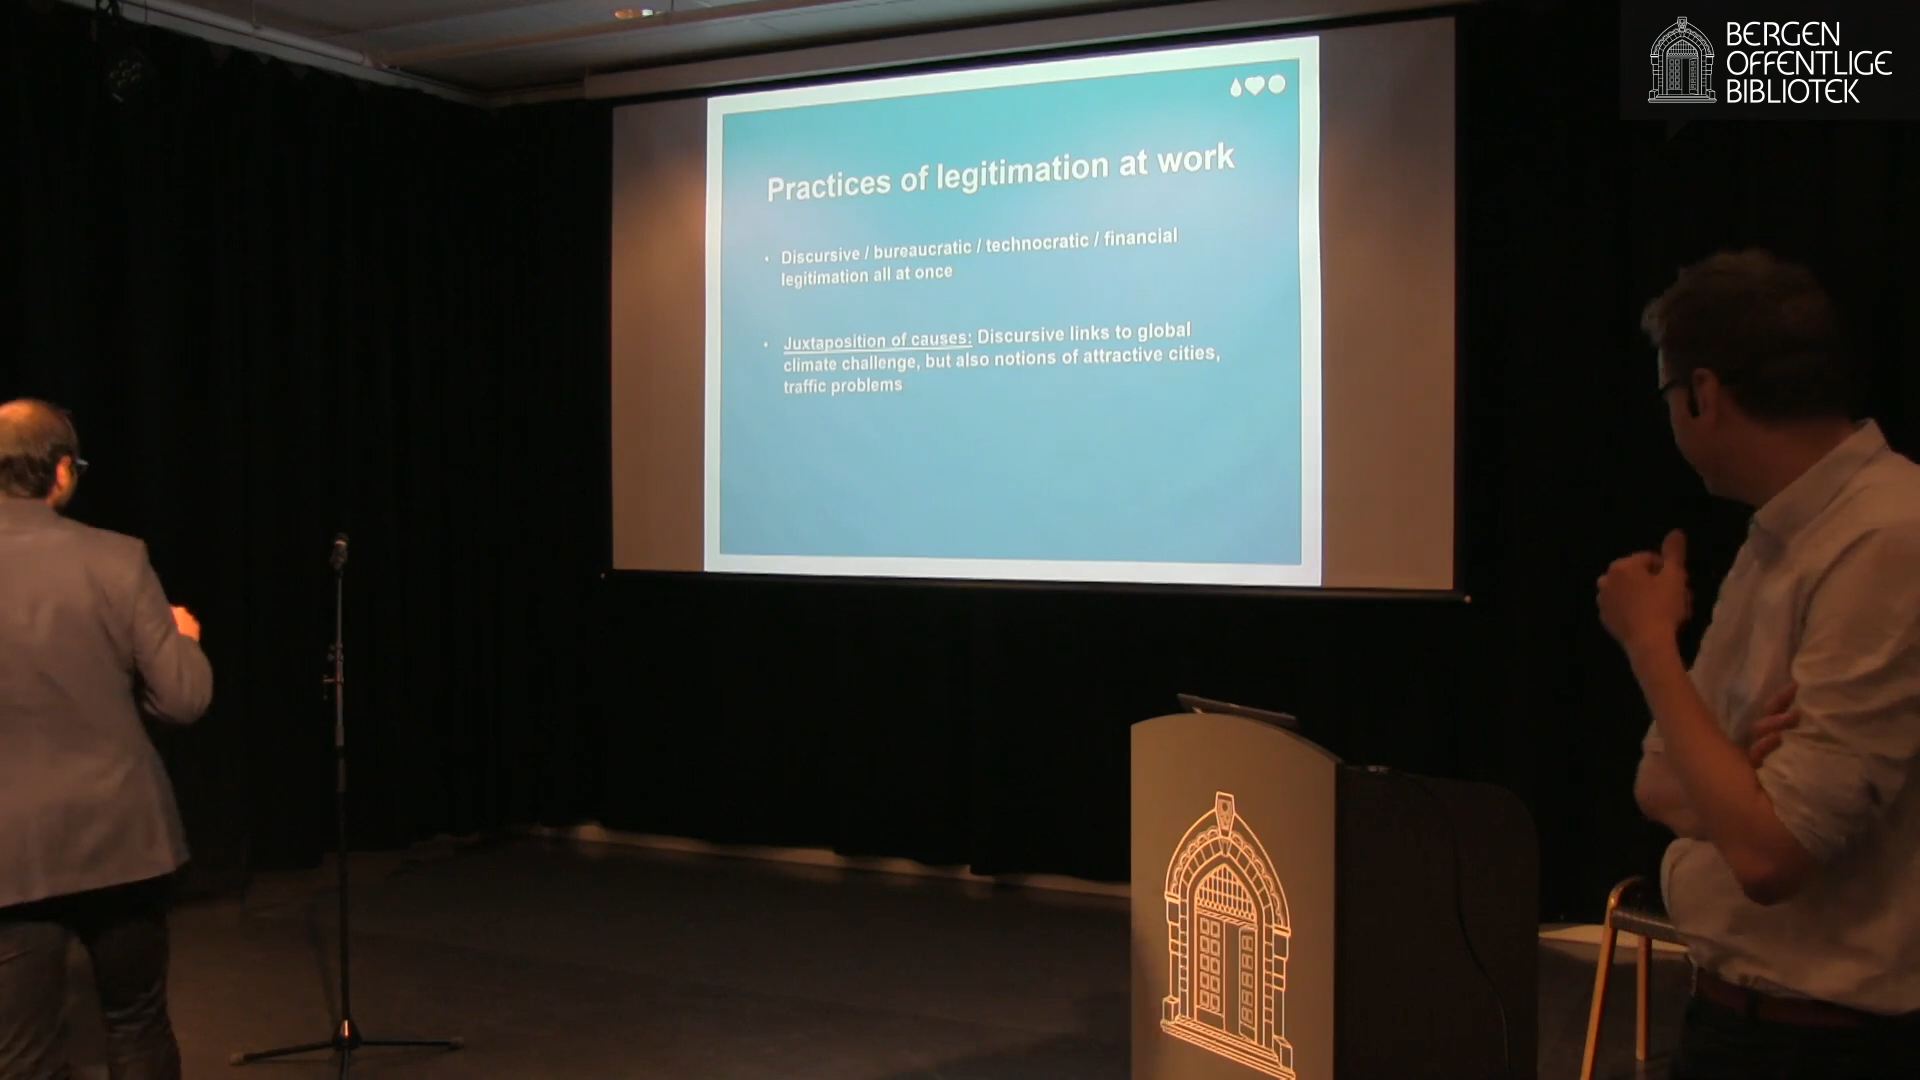 BERGEN
OFFENTLIGE
BIBLIOTEK
Practices of legitimation at work
• Discursive / bureaucratic / technocratic / financial
legitimation all at once
• Juxtaposition of causes: Discursive links to global
climate challenge, but also notions of attractive cities,
traffic problems